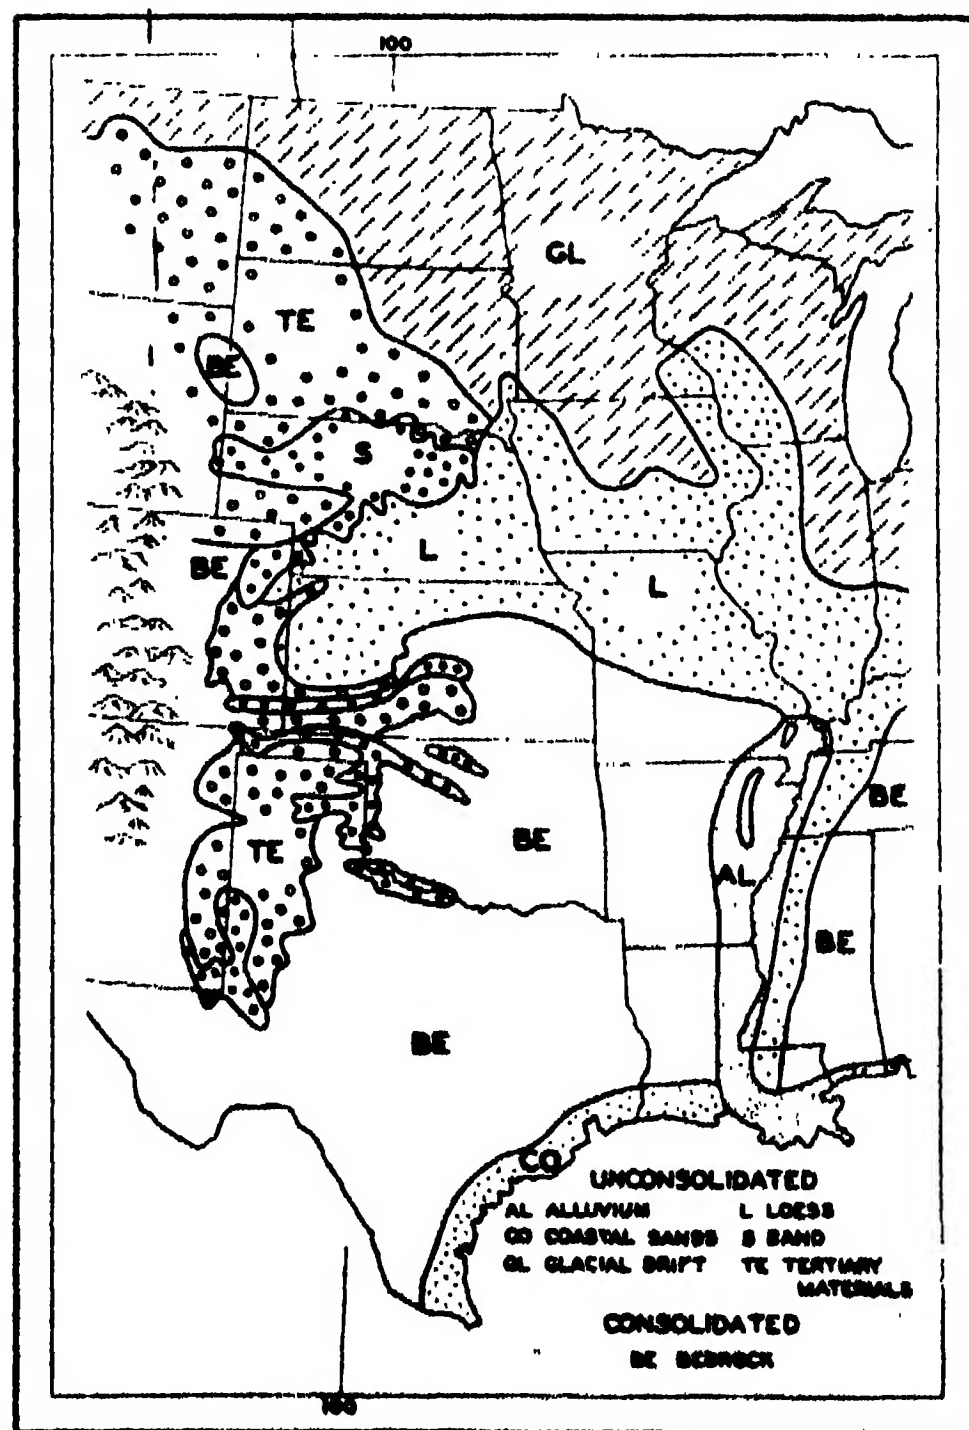 100
GL
TE
BE
S
L
BE
L
BE
TE
BE
AL
BE
BE
CO
UNCONSOLIDATED
AL ALLUVIUM L LOESS
CO COASTAL SANDS S SAND
GL GLACIAL DRIFT TE TERTIARY
MATERIALS
CONSOLIDATED
BE BEDROCK
100